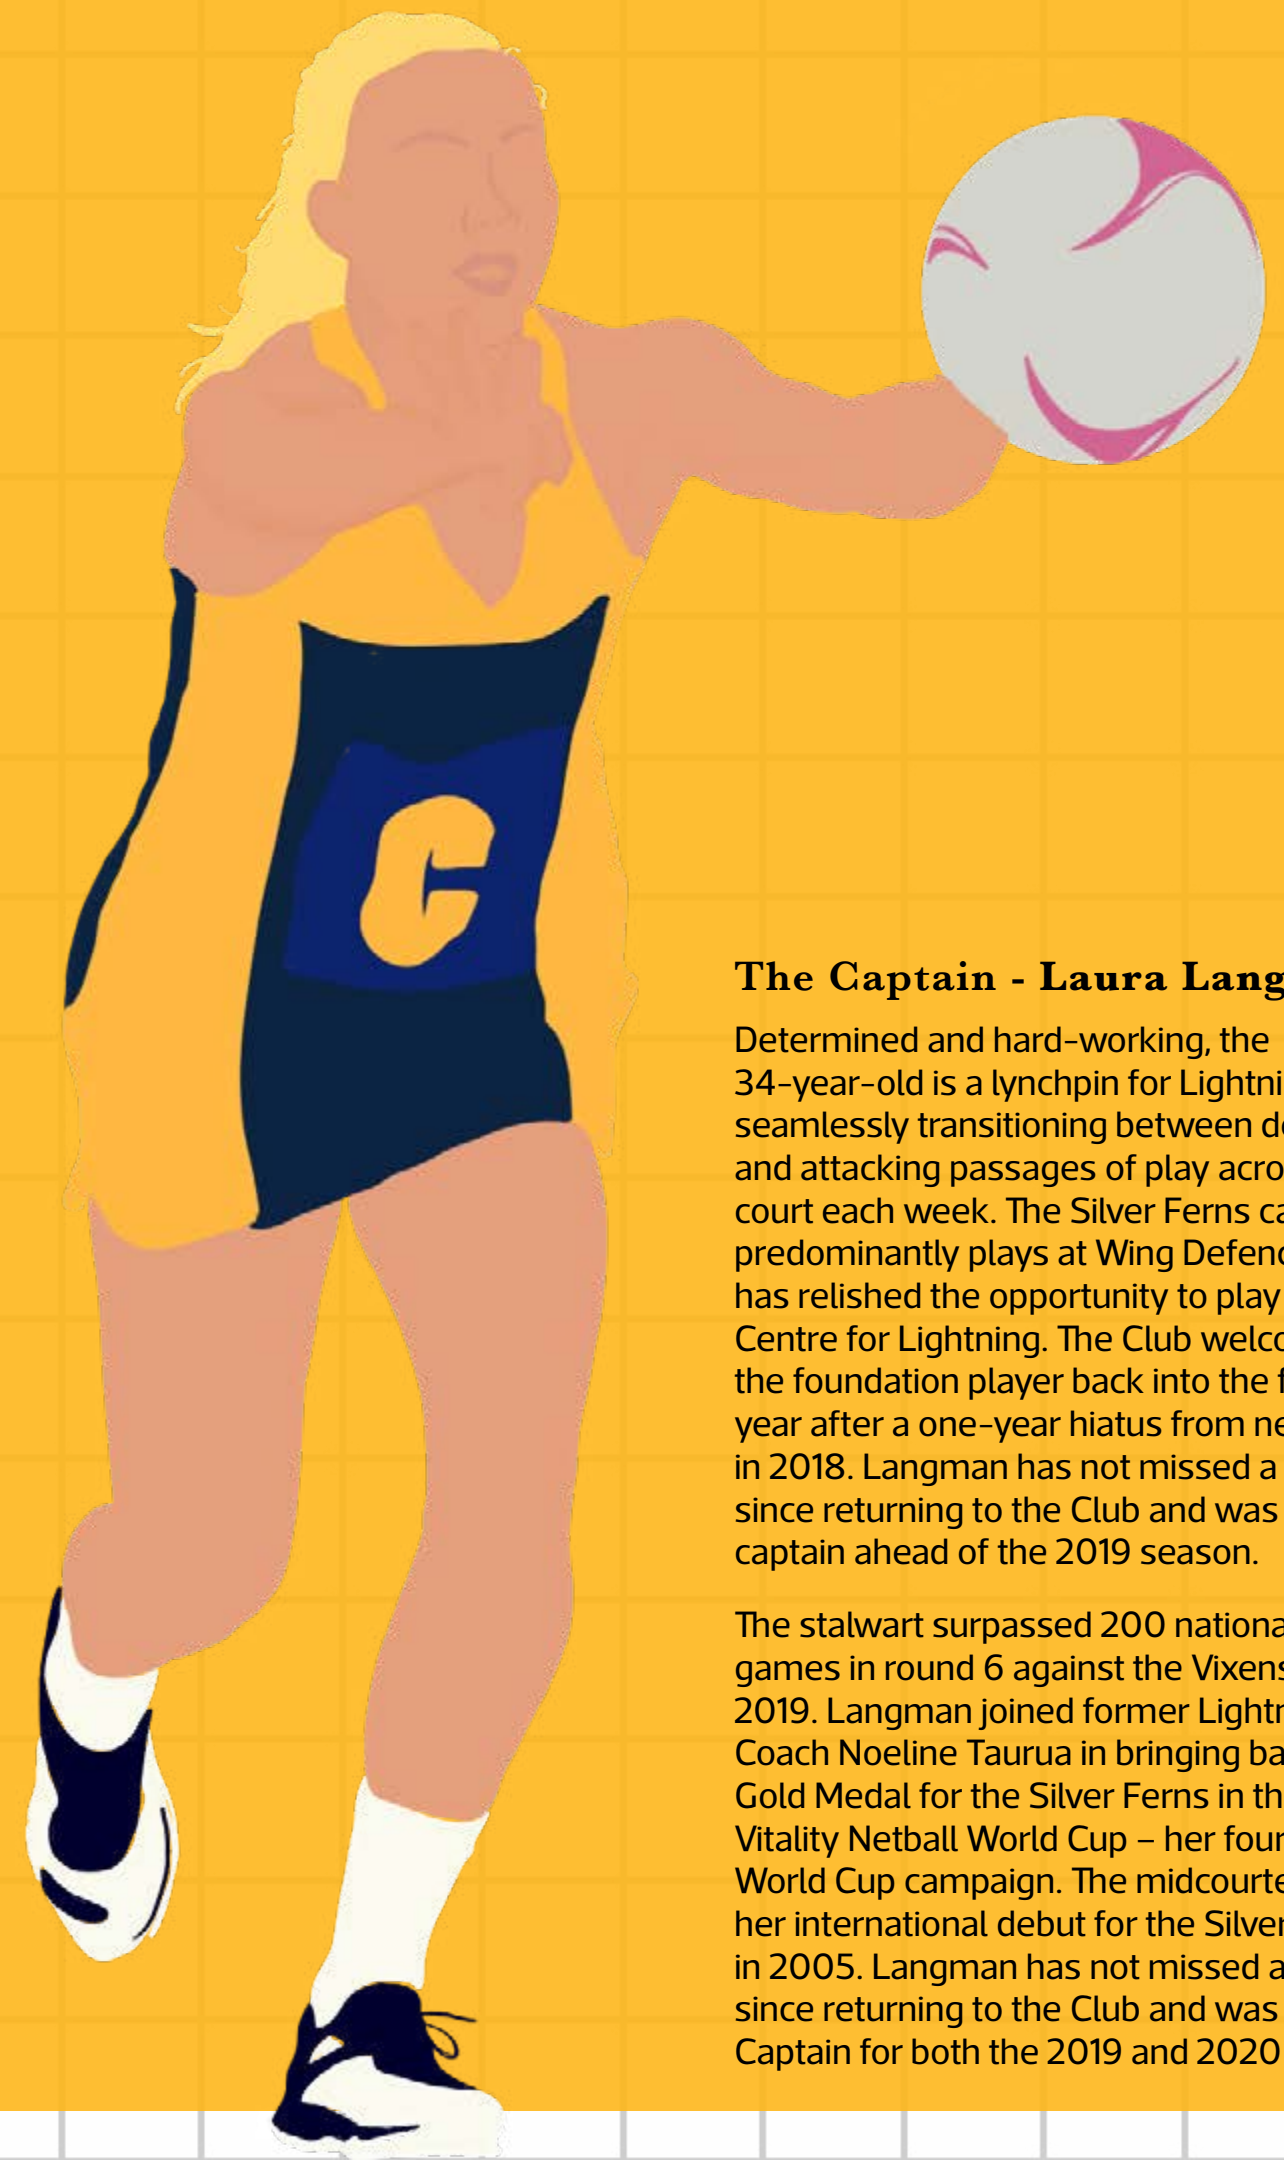 C
The Captain - Laura Lang
Determined and hard-working, the
34-year-old is a lynchpin for Lightni
seamlessly transitioning between de
and attacking passages of play acro
court each week. The Silver Ferns ca
predominantly plays at Wing Defenc
has relished the opportunity to play
Centre for Lightning. The Club welco
the foundation player back into the f
year after a one-year hiatus from ne
in 2018. Langman has not missed a
since returning to the Club and was
captain ahead of the 2019 season.
The stalwart surpassed 200 nationa
games in round 6 against the Vixens
2019. Langman joined former Lightn
Coach Noeline Taurua in bringing ba
Gold Medal for the Silver Ferns in th
Vitality Netball World Cup – her four
World Cup campaign. The midcourte
her international debut for the Silver
in 2005. Langman has not missed a
since returning to the Club and was
Captain for both the 2019 and 2020